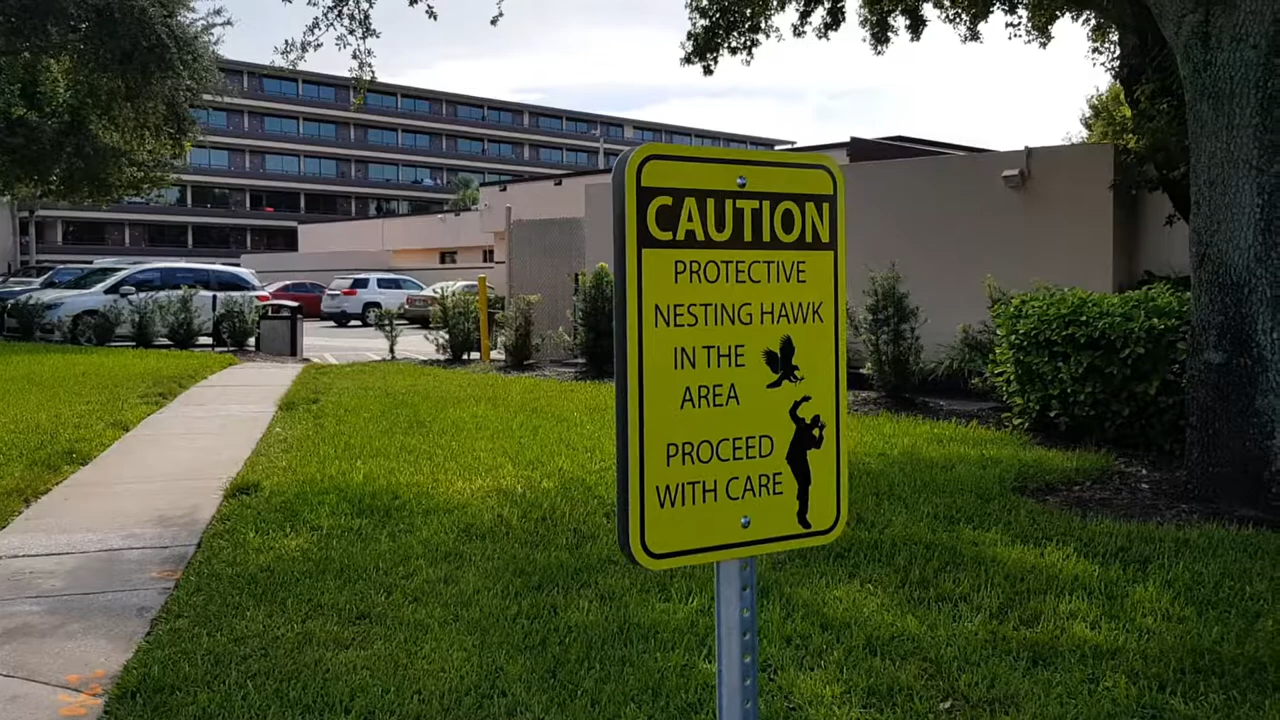 CAUTION
PROTECTIVE
NESTING HAWK
IN THE
AREA
PROCEED
WITH CARE